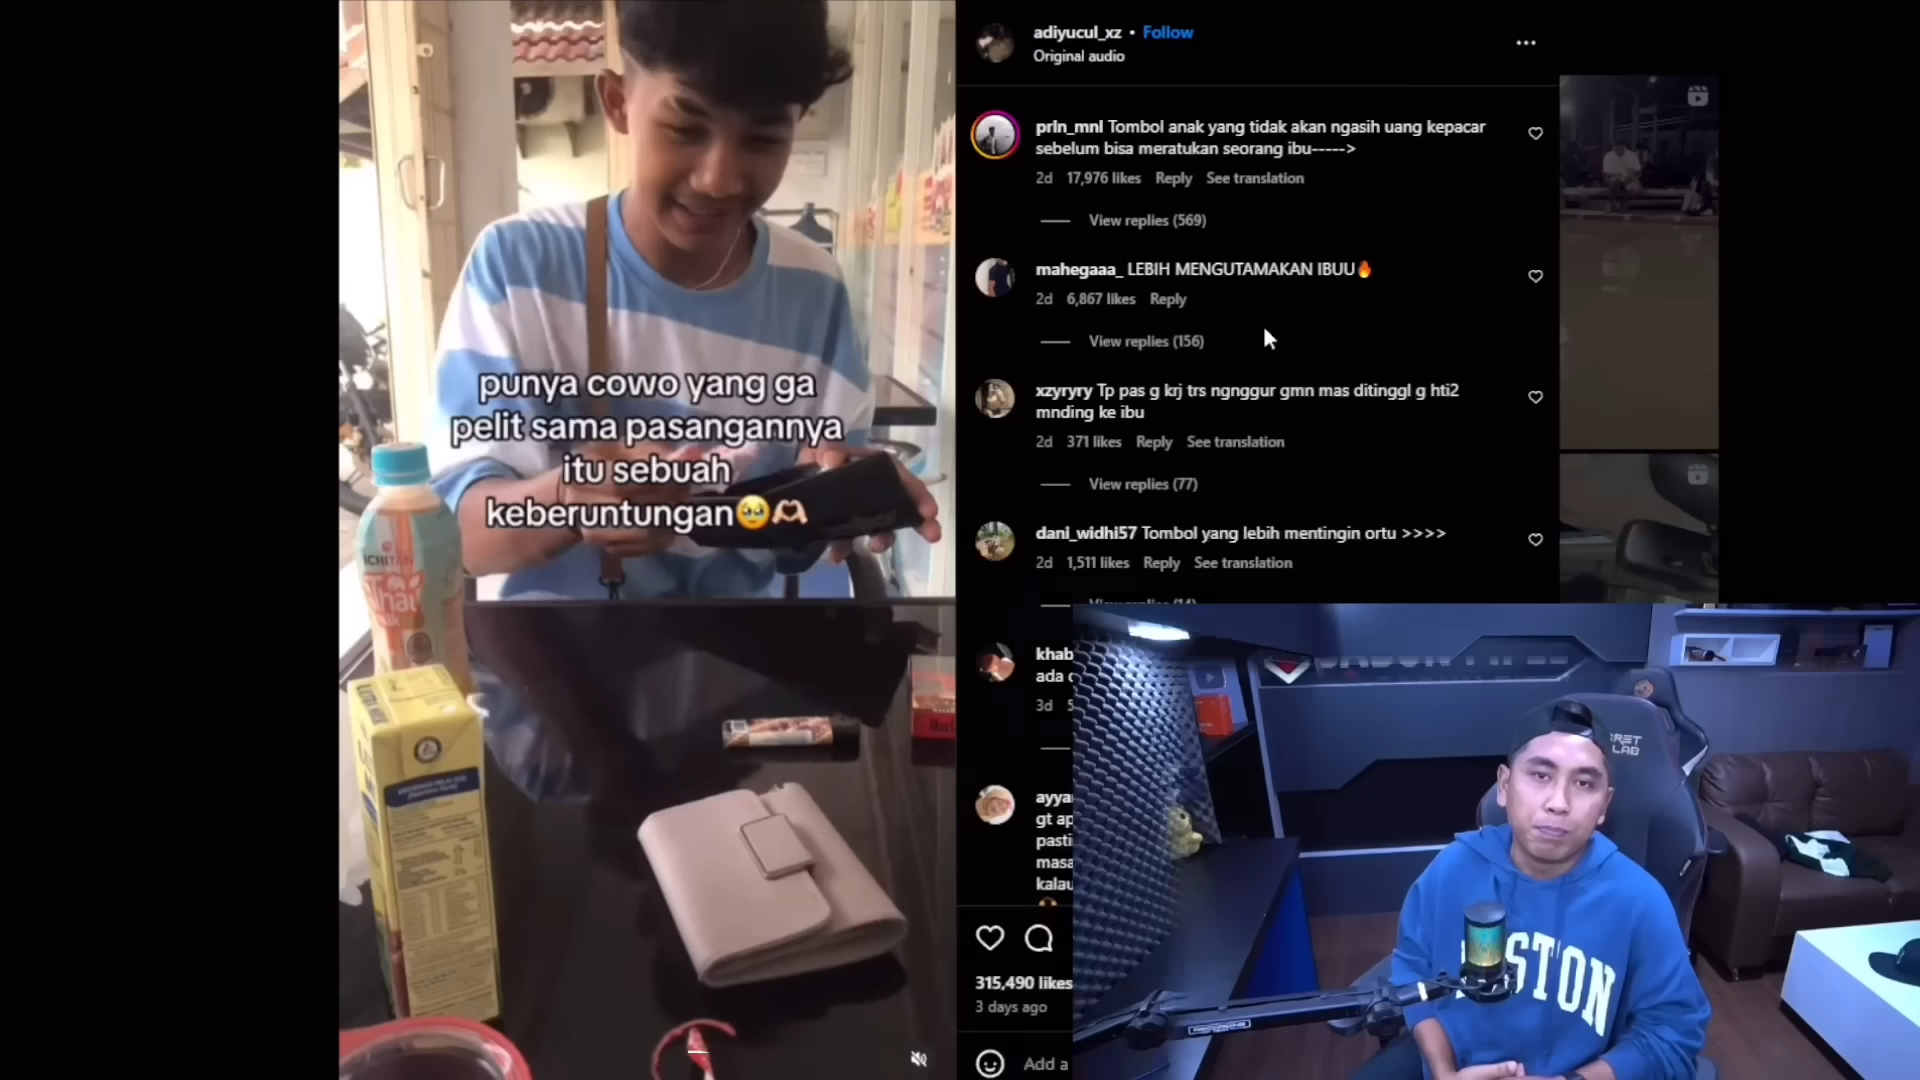 punya cowo yang ga
pelit sama pasangannya
itu sebuah
keberuntungan🥹🫶
ICHITAN
Thai
adiyucul_xz • Follow
Original audio
prln_mnl Tombol anak yang tidak akan ngasih uang kepacar
sebelum bisa meratukan seorang ibu----->
2d 17,976 likes Reply See translation
View replies (569)
mahegaaa_ LEBIH MENGUTAMAKAN IBUU🔥
2d 6,867 likes Reply
View replies (156)
xzyryry Tp pas g krj trs ngnggur gmn mas ditinggl g hti2
mnding ke ibu
2d 371 likes Reply See translation
View replies (77)
dani_widhi57 Tombol yang lebih mentingin ortu >>>>
2d 1,511 likes Reply See translation
khab
ada
3d
ayya
gt ap
pasti
masa
kalau
315,490 likes
3 days ago
Add a
LAB
STON